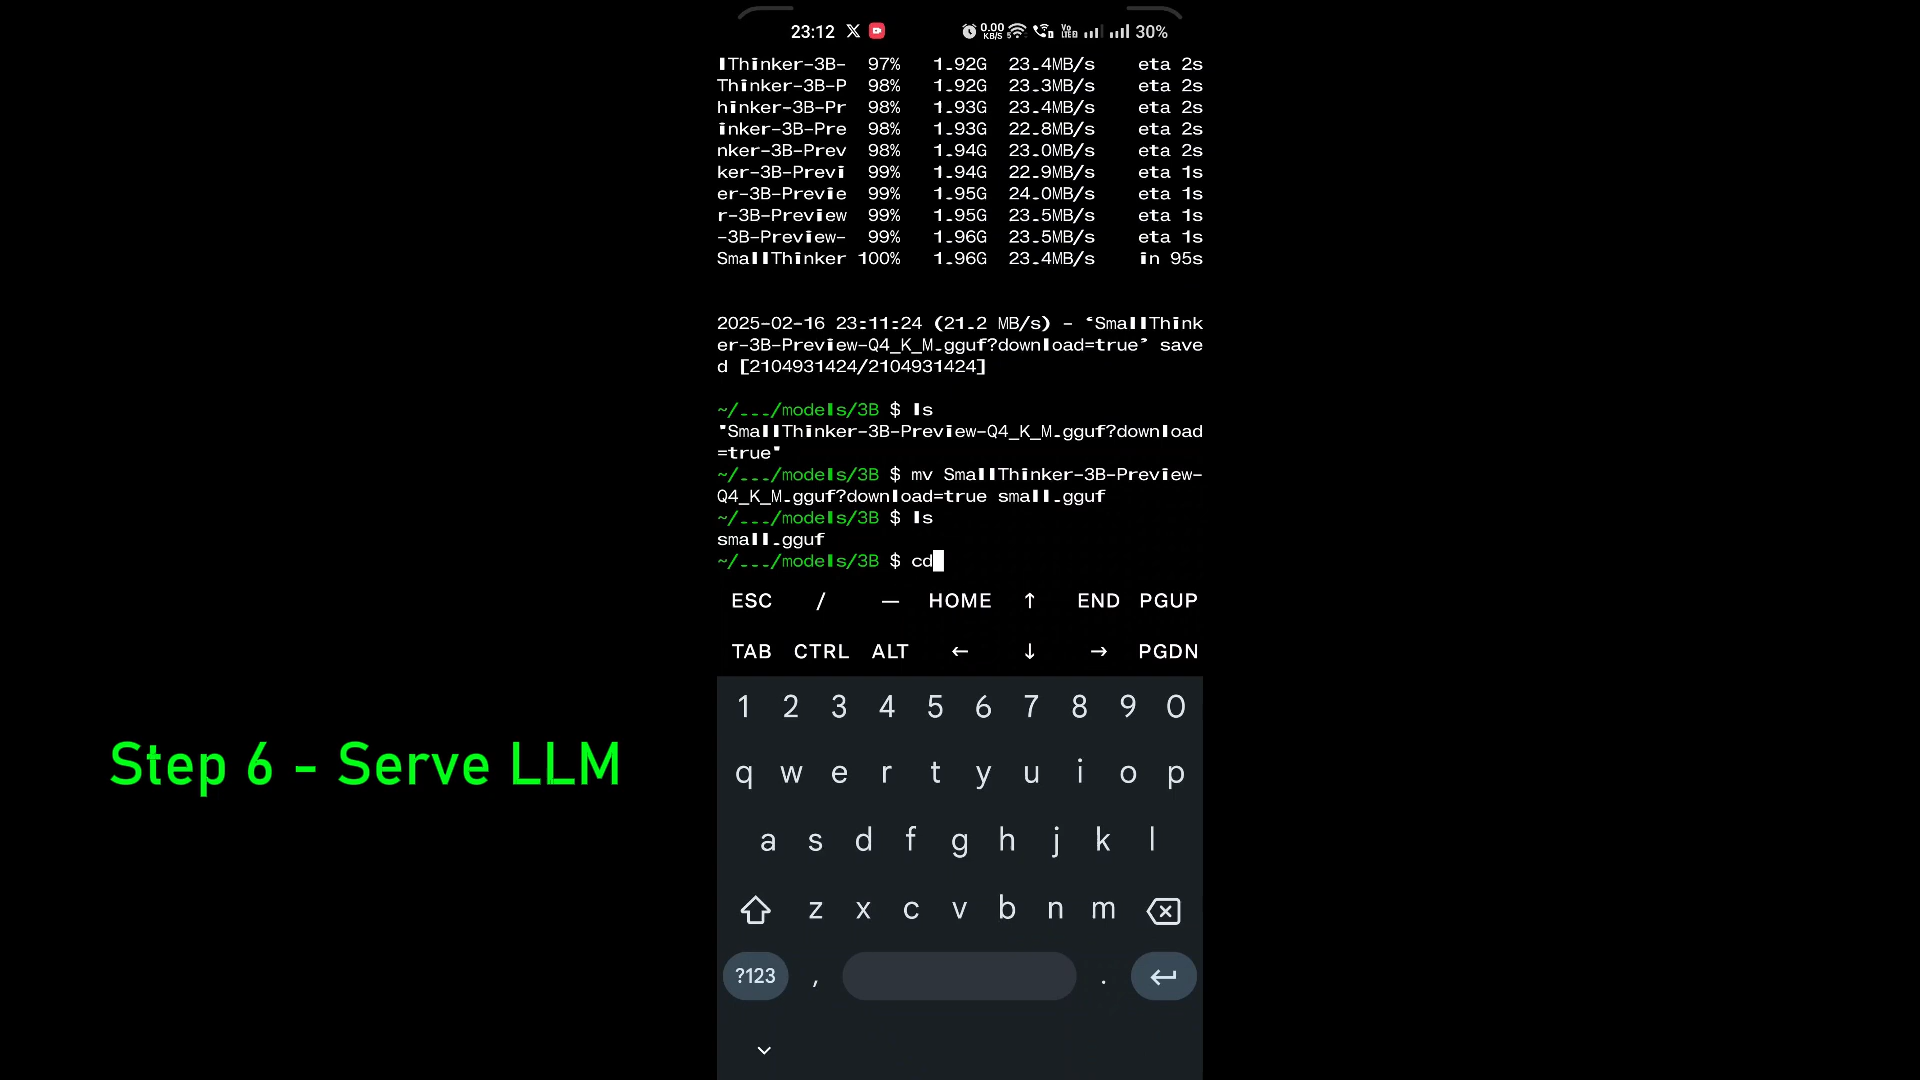 23:12 0.00 KB/S 5 Vo LTE2 30%
lThinker-3B- 97% 1.92G 23.4MB/s eta 2s
Thinker-3B-P 98% 1.92G 23.3MB/s eta 2s
hinker-3B-Pr 98% 1.93G 23.4MB/s eta 2s
inker-3B-Pre 98% 1.93G 22.8MB/s eta 2s
nker-3B-Prev 98% 1.94G 23.0MB/s eta 2s
ker-3B-Previ 99% 1.94G 22.9MB/s eta 1s
er-3B-Previe 99% 1.95G 24.0MB/s eta 1s
r-3B-Preview 99% 1.95G 23.5MB/s eta 1s
-3B-Preview- 99% 1.96G 23.5MB/s eta 1s
SmallThinker 100% 1.96G 23.4MB/s in 95s
2025-02-16 23:11:24 (21.2 MB/s) - ‘SmallThink
er-3B-Preview-Q4_K_M.gguf?download=true’ save
d [2104931424/2104931424]
~/.../models/3B $ ls
'SmallThinker-3B-Preview-Q4_K_M.gguf?download
=true'
~/.../models/3B $ mv SmallThinker-3B-Preview-
Q4_K_M.gguf?download=true small.gguf
~/.../models/3B $ ls
small.gguf
~/.../models/3B $ cd
ESC / — HOME ↑ END PGUP
TAB CTRL ALT ← ↓ → PGDN
1 2 3 4 5 6 7 8 9 0
q w e r t y u i o p
Step 6 - Serve LLM
a s d f g h j k l
z x c v b n m
?123 , .